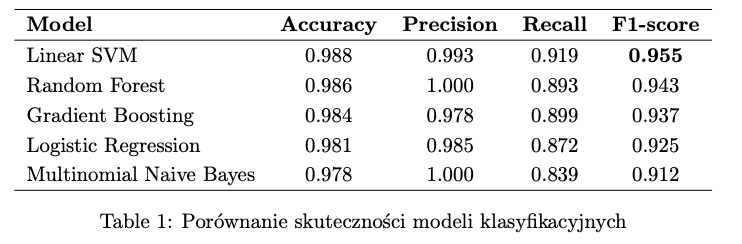 Model Accuracy Precision Recall F1-score
Linear SVM 0.988 0.993 0.919 0.955
Random Forest 0.986 1.000 0.893 0.943
Gradient Boosting 0.984 0.978 0.899 0.937
Logistic Regression 0.981 0.985 0.872 0.925
Multinomial Naive Bayes 0.978 1.000 0.839 0.912
Table 1: Porównanie skuteczności modeli klasyfikacyjnych